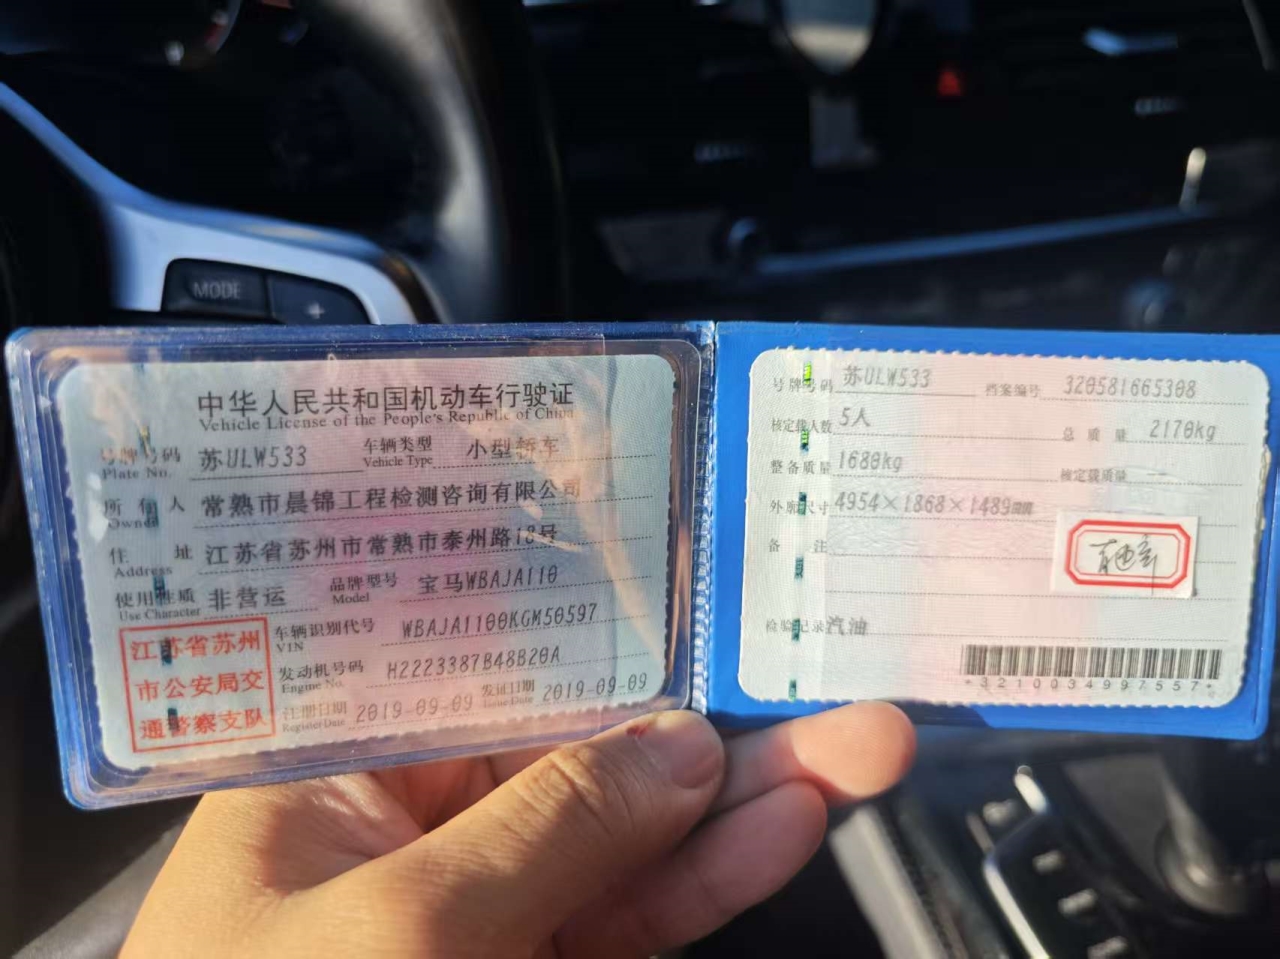 MODE
+
中华人民共和国机动车行驶证
Vehicle License of the People's Republic of China
号牌号码 苏ULW533 车辆类型 小型轿车
Plate No. Vehicle Type
所有人 常熟市晨锦工程检测咨询有限公司
Owner
住址 江苏省苏州市常熟市泰州路18号
Address
使用性质 非营运 品牌型号 宝马WBAJA110
Use Character Model
江苏省苏州
市公安局交
通警察支队
车辆识别代号 WBAJA1100KGM50597
VIN
发动机号码 H2223387B48B20A
Engine No.
注册日期 2019-09-09 发证日期 2019-09-09
Register Date Issue Date
号牌号码 苏ULW533 档案编号 320581665308
核定载人数 5人 总质量 2170kg
整备质量 1680kg 核定载质量 --
外廓尺寸 4954×1868×1489mm
备注
检验记录 汽油
*3210034997557*